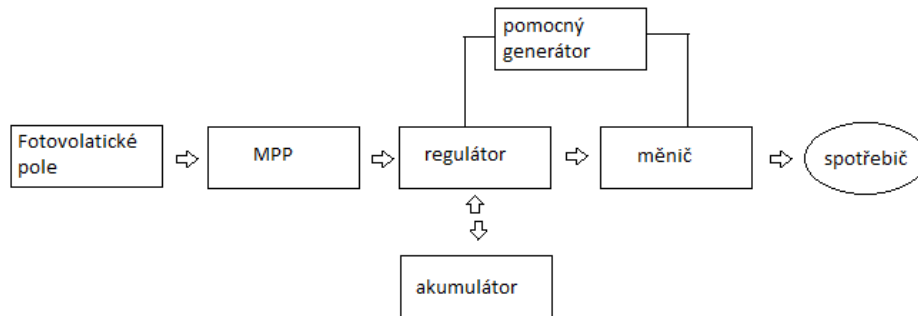 pomocný
generátor
Fotovolatické
pole
MPP
regulátor
měnič
spotřebič
akumulátor